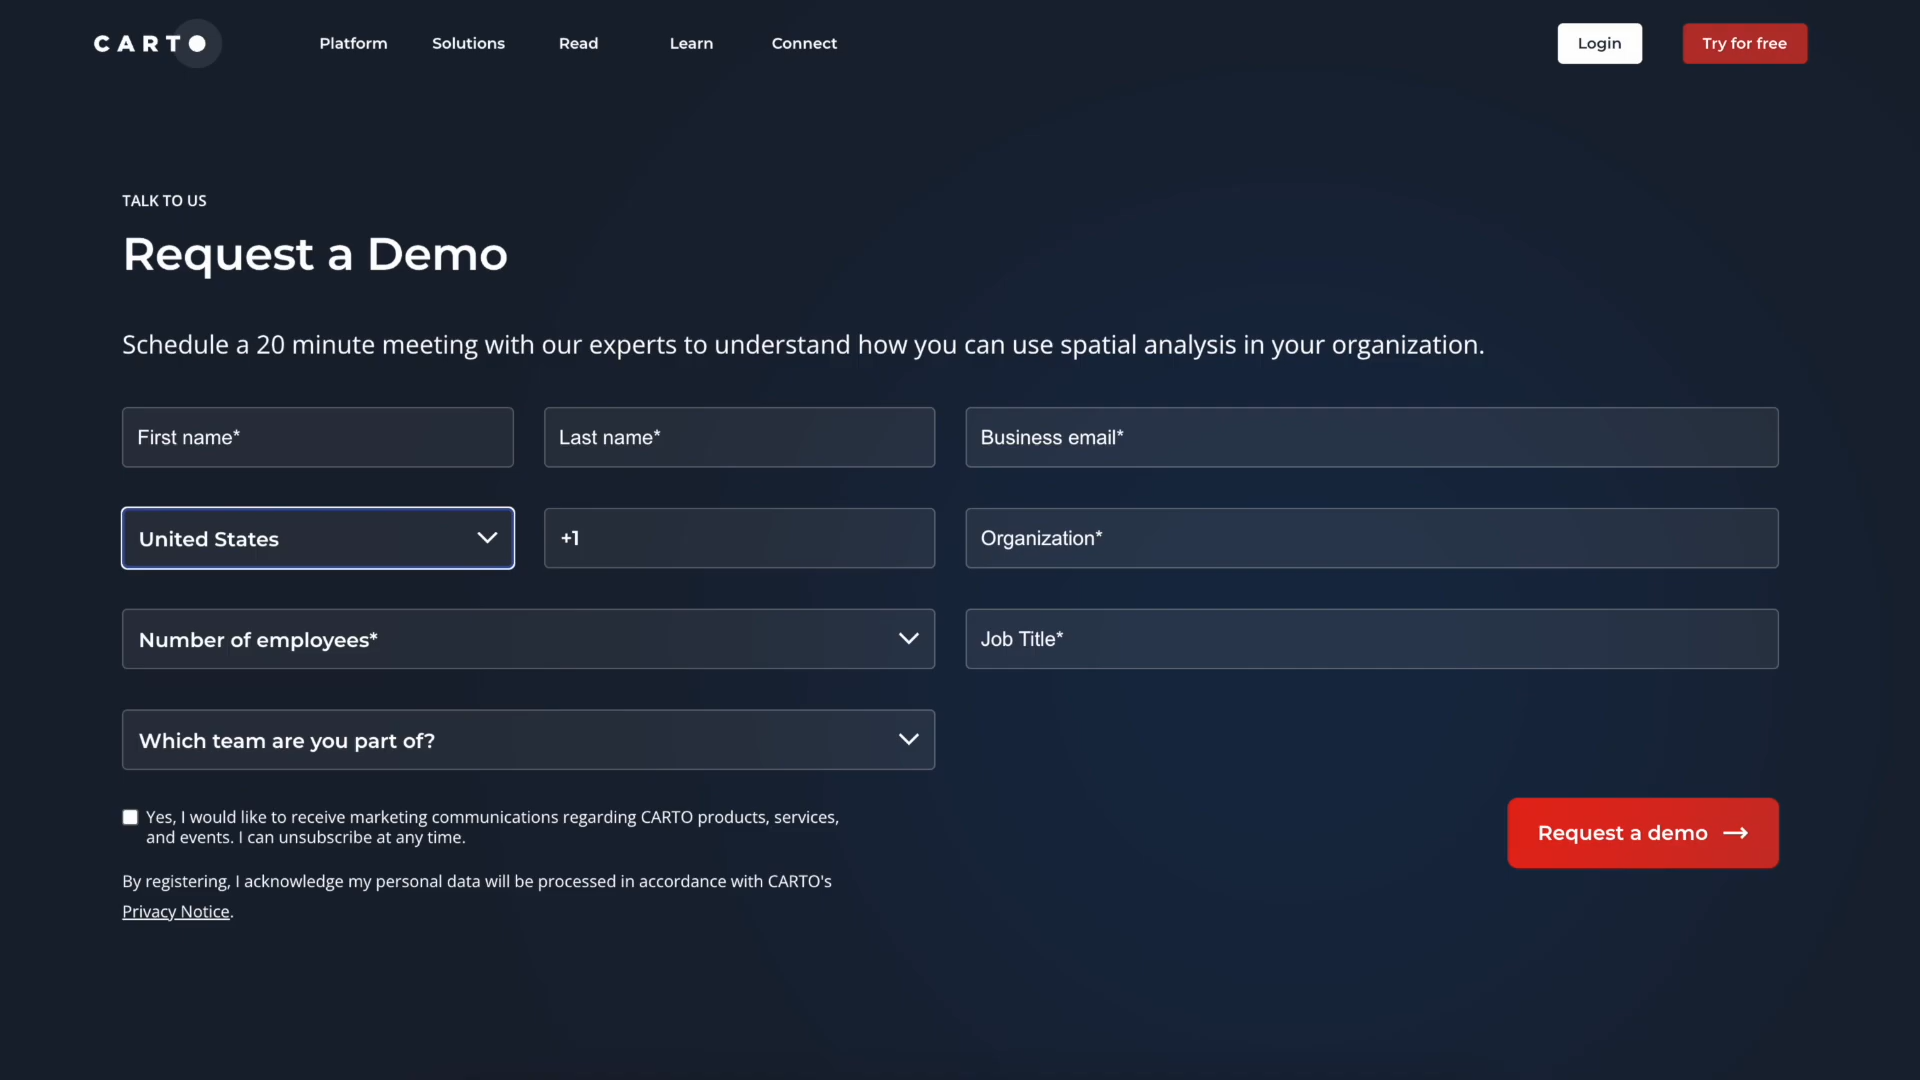 CARTO
Platform
Solutions
Read
Learn
Connect
Login
Try for free
TALK TO US
Request a Demo
Schedule a 20 minute meeting with our experts to understand how you can use spatial analysis in your organization.
First name*
Last name*
Business email*
United States
+1
Organization*
Number of employees*
Job Title*
Which team are you part of?
Yes, I would like to receive marketing communications regarding CARTO products, services,
and events. I can unsubscribe at any time.
Request a demo →
By registering, I acknowledge my personal data will be processed in accordance with CARTO's
Privacy Notice.